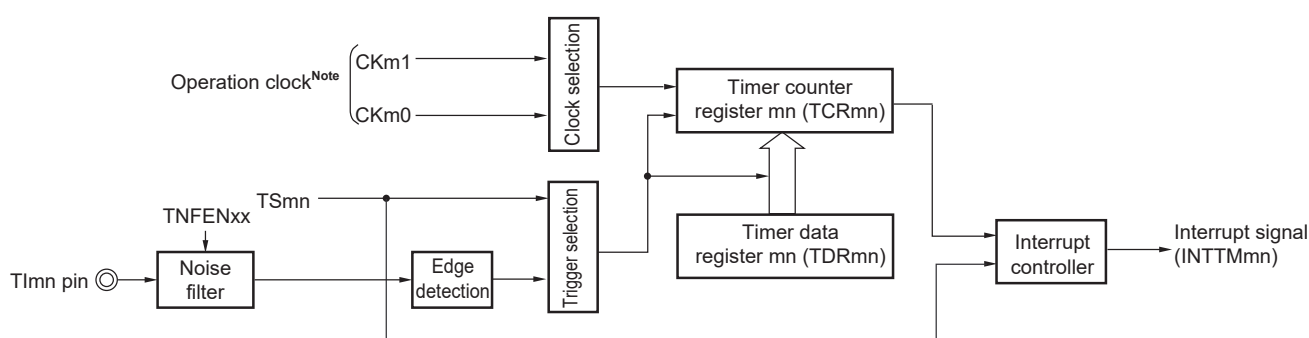 CKm1
Operation clockNote
CKm0
Clock selection
Timer counter
register mn (TCRmn)
TSmn
TNFENxx
TImn pin
Noise
filter
Edge
detection
Trigger selection
Timer data
register mn (TDRmn)
Interrupt
controller
Interrupt signal
(INTTMmn)